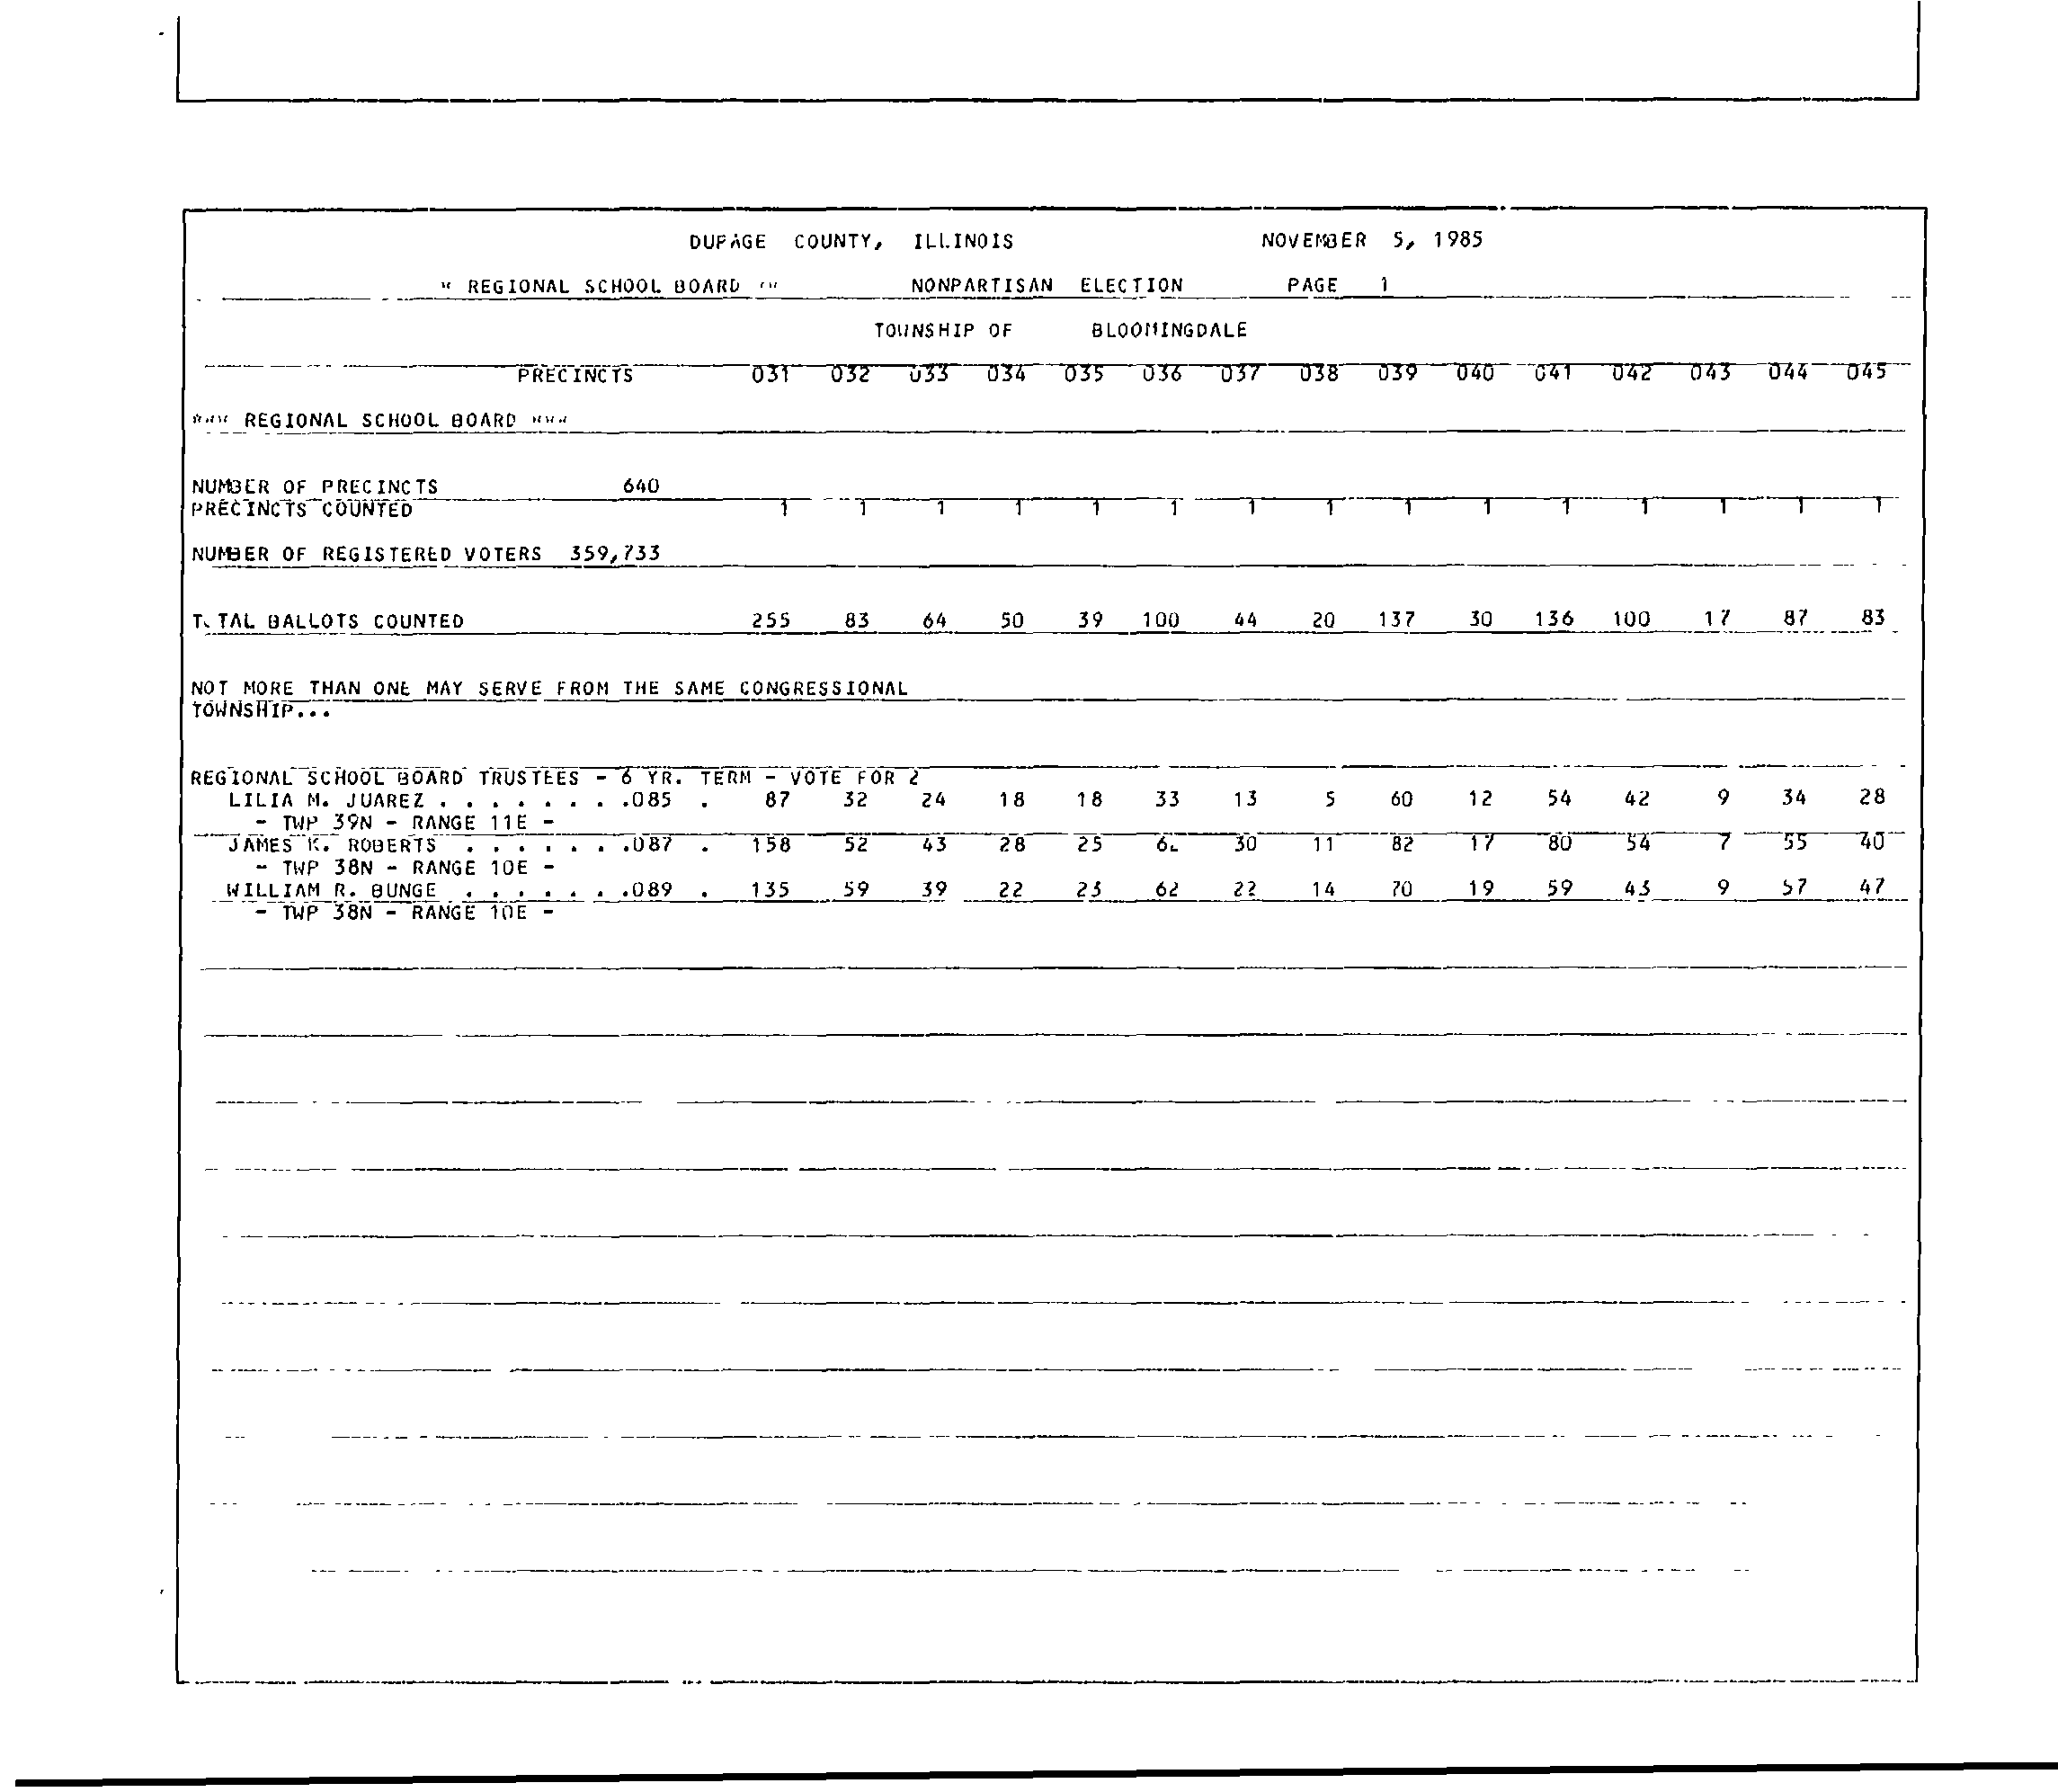 DUPAGE COUNTY, ILLINOIS NOVEMBER 5, 1985
REGIONAL SCHOOL BOARD NONPARTISAN ELECTION PAGE 1
TOWNSHIP OF BLOOMINGDALE
PRECINCTS 031 032 033 034 035 036 037 038 039 040 041 042 043 044 045
*** REGIONAL SCHOOL BOARD ***
NUMBER OF PRECINCTS 640
PRECINCTS COUNTED 1 1 1 1 1 1 1 1 1 1 1 1 1 1 1
NUMBER OF REGISTERED VOTERS 359,733
TOTAL BALLOTS COUNTED 255 83 64 50 39 100 44 20 137 30 136 100 17 87 83
NOT MORE THAN ONE MAY SERVE FROM THE SAME CONGRESSIONAL
TOWNSHIP...
REGIONAL SCHOOL BOARD TRUSTEES - 6 YR. TERM - VOTE FOR 2
LILIA M. JUAREZ . . . . . . . .085 . 87 32 24 18 18 33 13 5 60 12 54 42 9 34 28
- TWP 39N - RANGE 11E -
JAMES K. ROBERTS . . . . . . .087 . 158 52 43 28 25 30 11 82 17 80 54 7 55 40
- TWP 38N - RANGE 10E -
WILLIAM R. BUNGE . . . . . . .089 . 135 59 39 22 23 62 22 14 70 19 59 43 9 57 47
- TWP 38N - RANGE 10E -